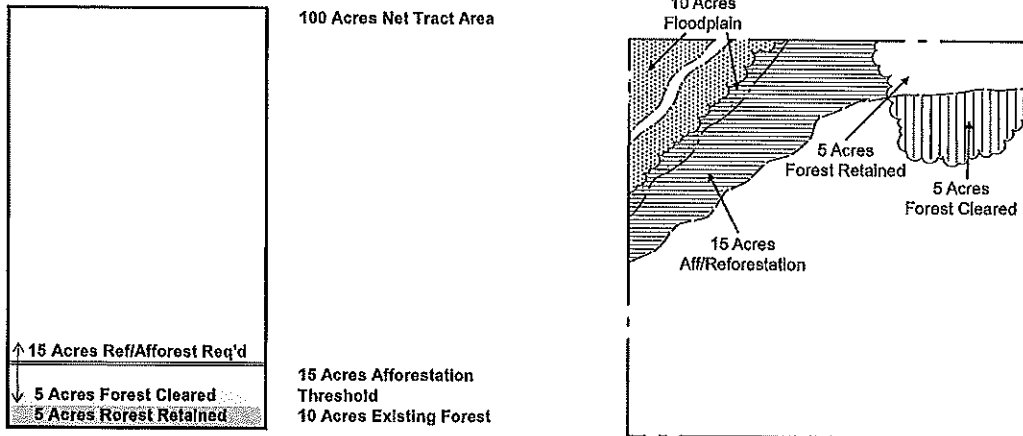 100 Acres Net Tract Area
15 Acres Ref/Afforest Req'd
5 Acres Forest Cleared
5 Acres Rorest Retained
15 Acres Afforestation
Threshold
10 Acres Existing Forest
10 Acres
Floodplain
5 Acres
Forest Retained
5 Acres
Forest Cleared
15 Acres
Aff/Reforestation